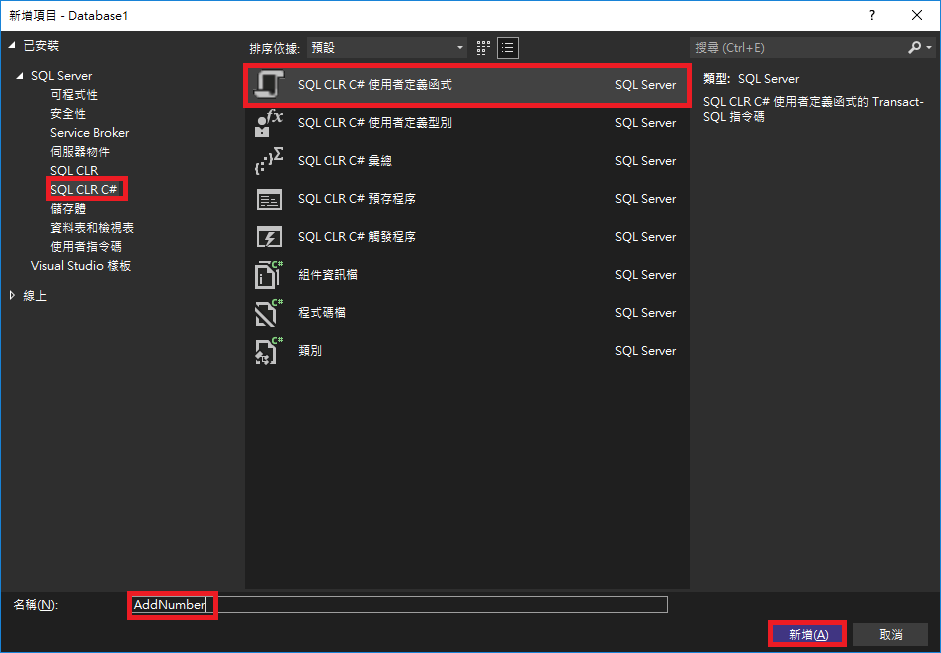 新增項目 - Database1
?
已安裝
SQL Server
可程式性
安全性
Service Broker
伺服器物件
SQL CLR
SQL CLR C#
儲存體
資料表和檢視表
使用者指令碼
Visual Studio 樣板
線上
排序依據: 預設
SQL CLR C# 使用者定義函式 SQL Server
SQL CLR C# 使用者定義型別 SQL Server
SQL CLR C# 彙總 SQL Server
SQL CLR C# 預存程序 SQL Server
SQL CLR C# 觸發程序 SQL Server
組件資訊檔 SQL Server
程式碼檔 SQL Server
類別 SQL Server
搜尋 (Ctrl+E)
類型: SQL Server
SQL CLR C# 使用者定義函式的 Transact-
SQL 指令碼
名稱(N): AddNumber
新增(A) 取消